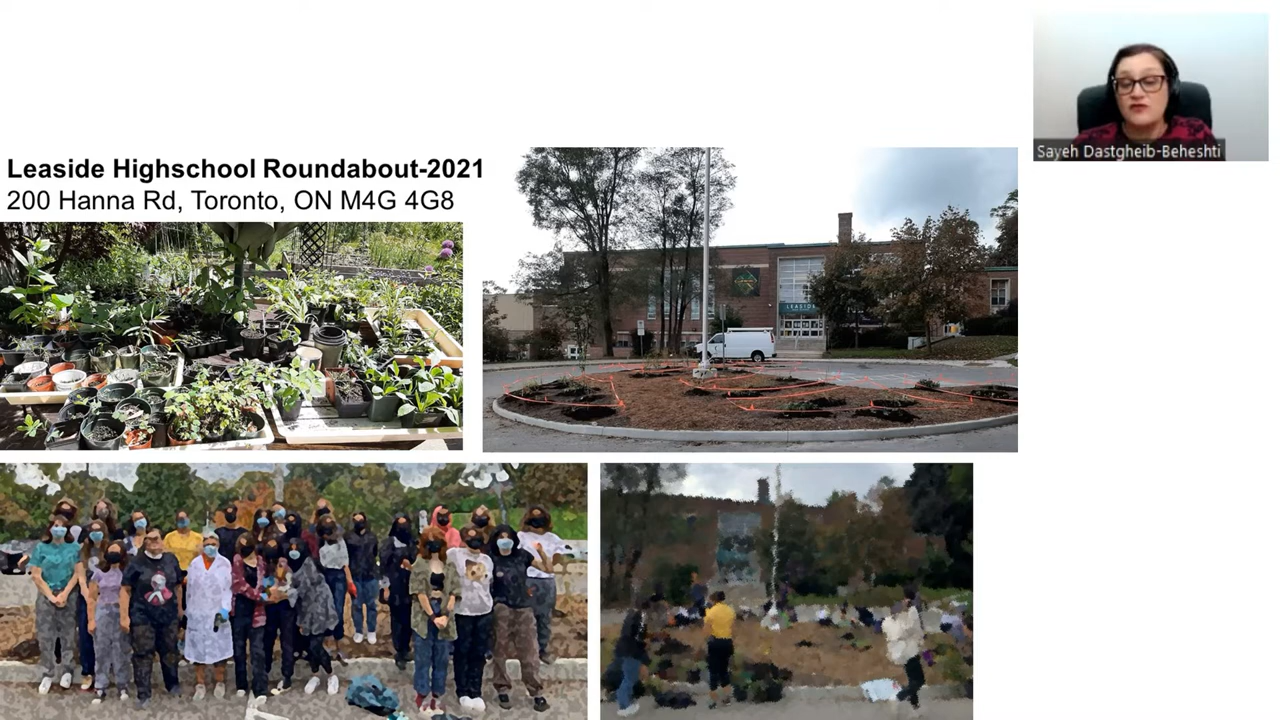 Leaside Highschool Roundabout-2021
200 Hanna Rd, Toronto, ON M4G 4G8
Sayeh Dastgheib-Beheshti
LEASIDE